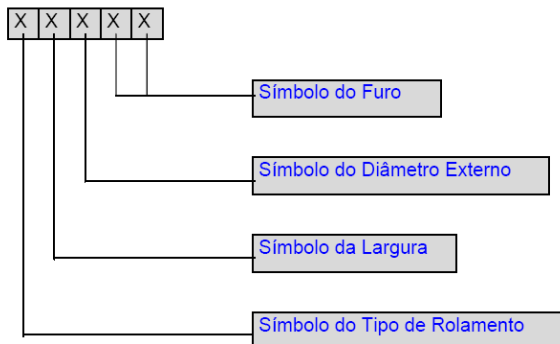 X X X X X
Símbolo do Furo
Símbolo do Diâmetro Externo
Símbolo da Largura
Símbolo do Tipo de Rolamento